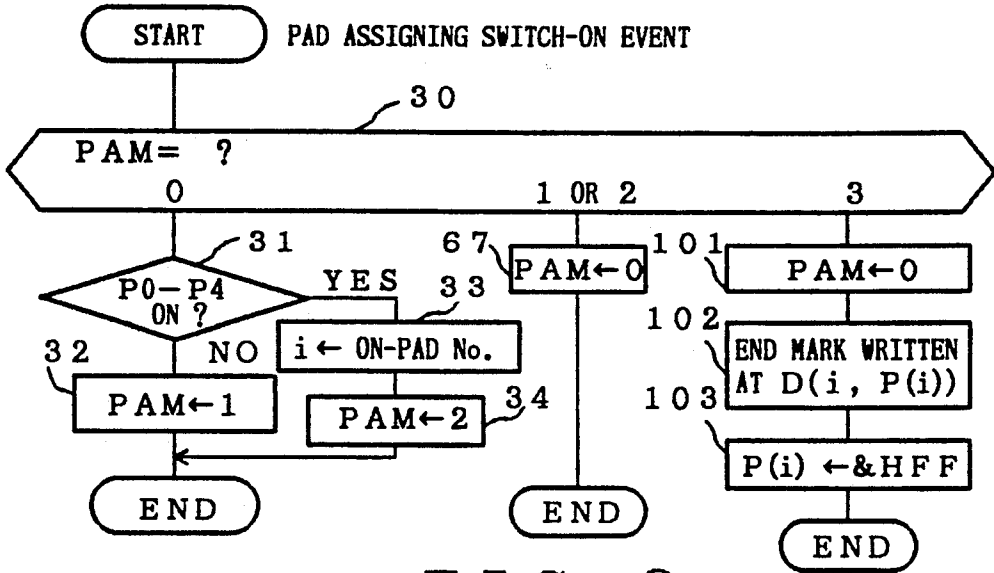 START
PAD ASSIGNING SWITCH-ON EVENT
30
PAM= ?
0
1 OR 2
3
31
P0-P4
ON ?
YES
NO
33
i ← ON-PAD No.
32
PAM←1
34
PAM←2
END
67
PAM←0
END
101
PAM←0
102
END MARK WRITTEN
AT D(i, P(i))
103
P(i) ←&HFF
END